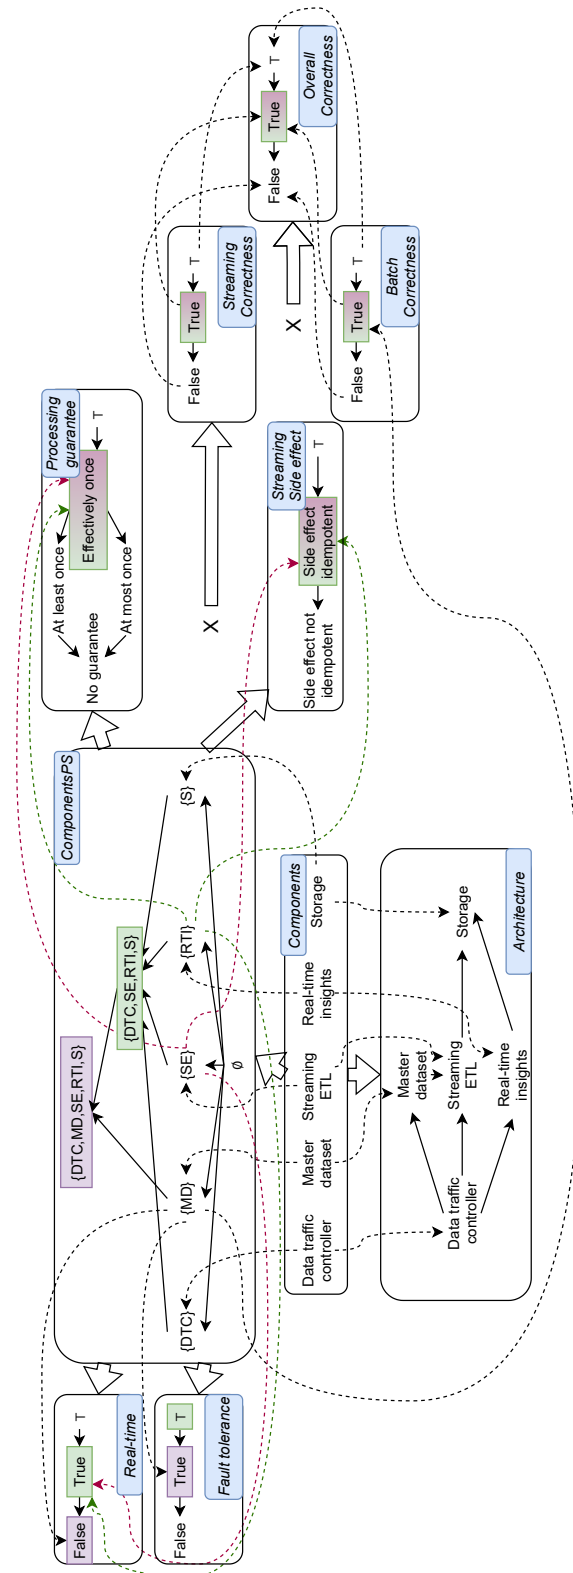 Real-time
False
True
T
Fault tolerance
False
True
T
ComponentsPS
{DTC,MD,SE,RTI,S}
{DTC,SE,RTI,S}
{DTC}
{MD}
{SE}
{RTI}
{S}
∅
Components
Data traffic
controller
Master
dataset
Streaming
ETL
Real-time
insights
Storage
Architecture
Data traffic
controller
Master
dataset
Streaming
ETL
Real-time
insights
Storage
Processing
guarantee
No guarantee
At least once
At most once
Effectively once
T
Streaming
Side effect
Side effect not
idempotent
Side effect
idempotent
T
X
Streaming
Correctness
False
True
T
X
Batch
Correctness
False
True
T
Overall
Correctness
False
True
T